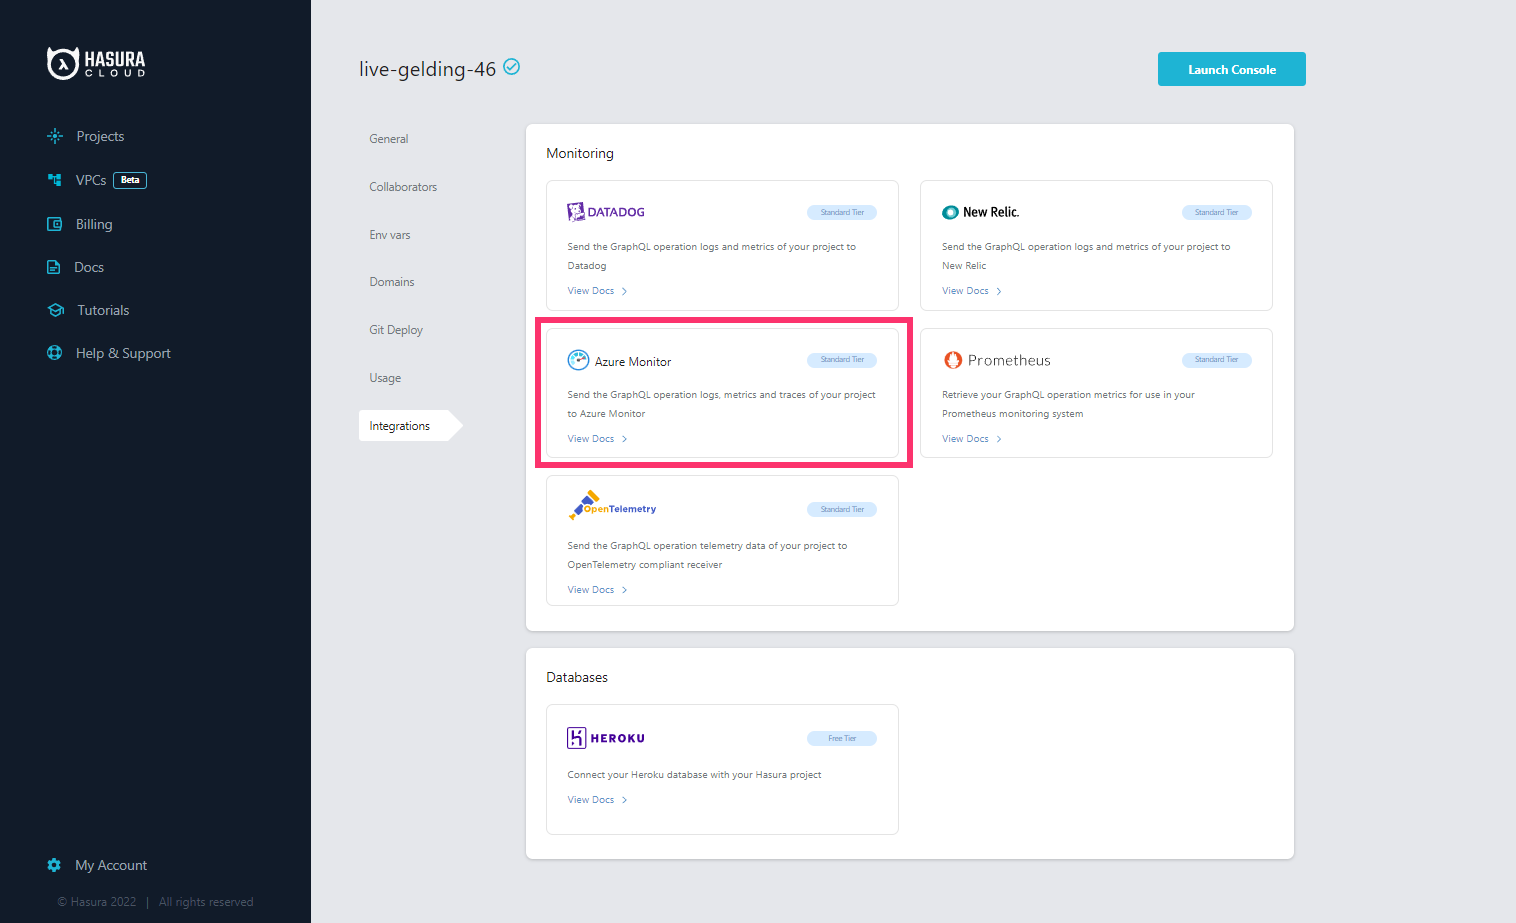 HASURA
CLOUD
Projects
VPCs Beta
Billing
Docs
Tutorials
Help & Support
My Account
© Hasura 2022 | All rights reserved
live-gelding-46
Launch Console
General
Collaborators
Env vars
Domains
Git Deploy
Usage
Integrations
Monitoring
DATADOG Standard Tier
Send the GraphQL operation logs and metrics of your project to
Datadog
View Docs
New Relic. Standard Tier
Send the GraphQL operation logs and metrics of your project to
New Relic
View Docs
Azure Monitor Standard Tier
Send the GraphQL operation logs, metrics and traces of your project
to Azure Monitor
View Docs
Prometheus Standard Tier
Retrieve your GraphQL operation metrics for use in your
Prometheus monitoring system
View Docs
OpenTelemetry Standard Tier
Send the GraphQL operation telemetry data of your project to
OpenTelemetry compliant receiver
View Docs
Databases
HEROKU Free Tier
Connect your Heroku database with your Hasura project
View Docs